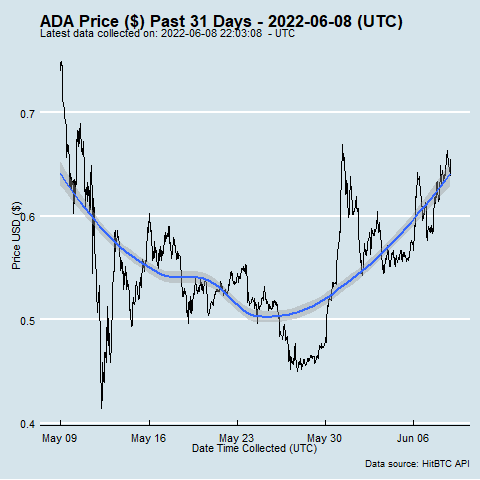 ADA Price ($) Past 31 Days - 2022-06-08 (UTC)
Latest data collected on: 2022-06-08 22:03:08 - UTC
Price USD ($)
0.7
0.6
0.5
0.4
May 09 May 16 May 23 May 30 Jun 06
Date Time Collected (UTC)
Data source: HitBTC API